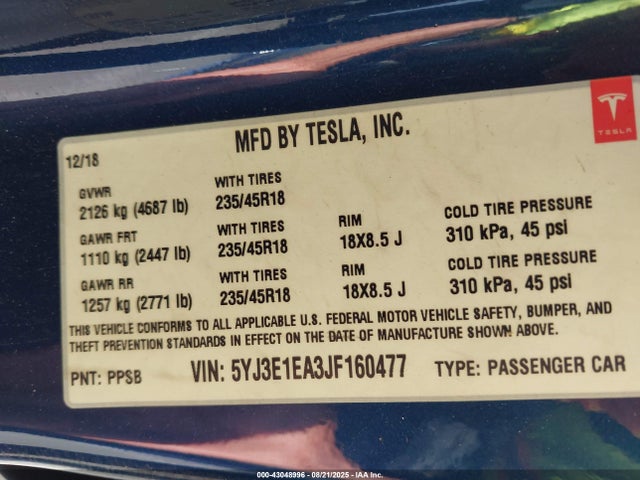 TESLA
MFD BY TESLA, INC.
12/18
GVWR
2126 kg (4687 lb)
WITH TIRES
235/45R18
GAWR FRT
1110 kg (2447 lb)
WITH TIRES
235/45R18
RIM
18X8.5 J
COLD TIRE PRESSURE
310 kPa, 45 psi
GAWR RR
1257 kg (2771 lb)
WITH TIRES
235/45R18
RIM
18X8.5 J
COLD TIRE PRESSURE
310 kPa, 45 psi
THIS VEHICLE CONFORMS TO ALL APPLICABLE U.S. FEDERAL MOTOR VEHICLE SAFETY, BUMPER, AND
THEFT PREVENTION STANDARDS IN EFFECT ON THE DATE OF MANUFACTURE SHOWN ABOVE.
PNT: PPSB
VIN: 5YJ3E1EA3JF160477
TYPE: PASSENGER CAR
000-43048996 - 08/21/2025 - IAA Inc.